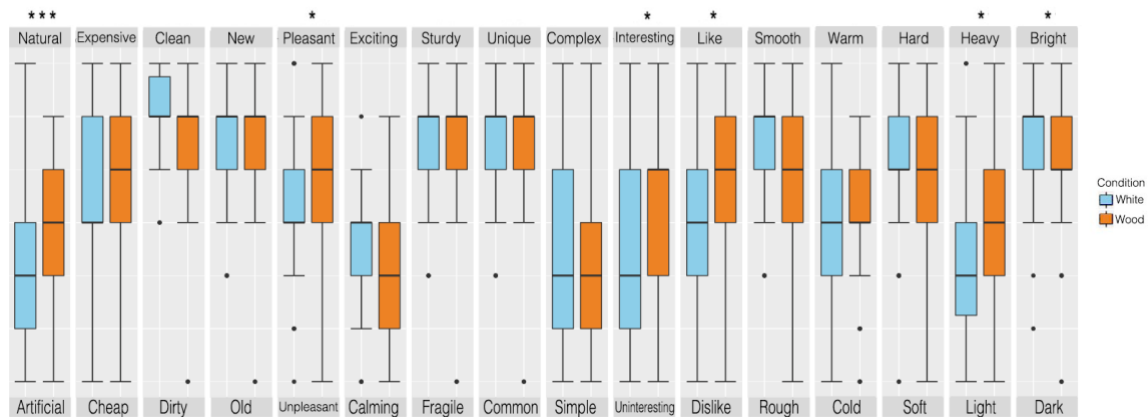 *** * * * * *
Natural Expensive Clean New Pleasant Exciting Sturdy Unique Complex Interesting Like Smooth Warm Hard Heavy Bright
Condition
White
Wood
Artificial Cheap Dirty Old Unpleasant Calming Fragile Common Simple Uninteresting Dislike Rough Cold Soft Light Dark